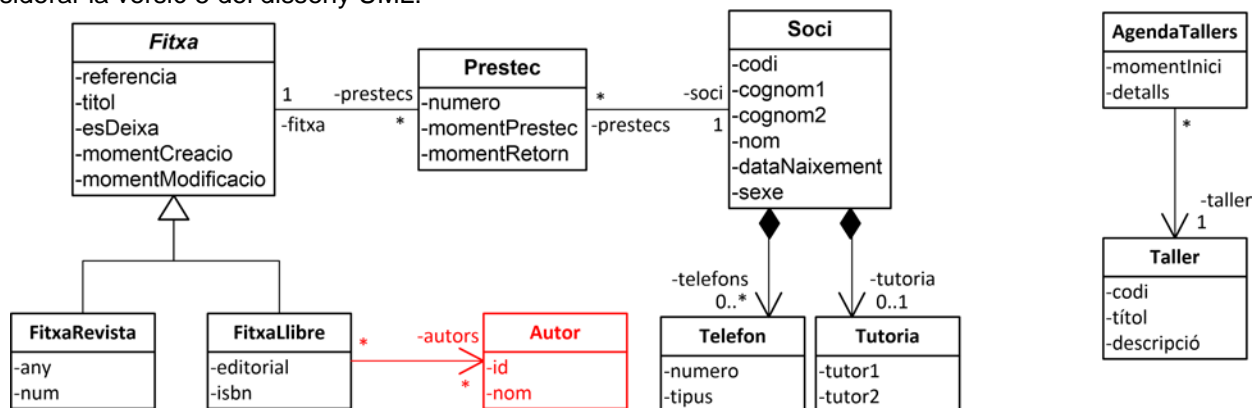 siderar la versió 6 del disseny UML.
Fitxa
-referencia
-titol
-esDeixa
-momentCreacio
-momentModificacio
1
-prestecs
-fitxa
*
Prestec
-numero
-momentPrestec
-momentRetorn
*
-soci
-prestecs
1
Soci
-codi
-cognom1
-cognom2
-nom
-dataNaixement
-sexe
AgendaTallers
-momentInici
-detalls
*
-taller
1
Taller
-codi
-títol
-descripció
-telefons
0..*
-tutoria
0..1
FitxaRevista
-any
-num
FitxaLlibre
-editorial
-isbn
*
-autors
*
Autor
-id
-nom
Telefon
-numero
-tipus
Tutoria
-tutor1
-tutor2